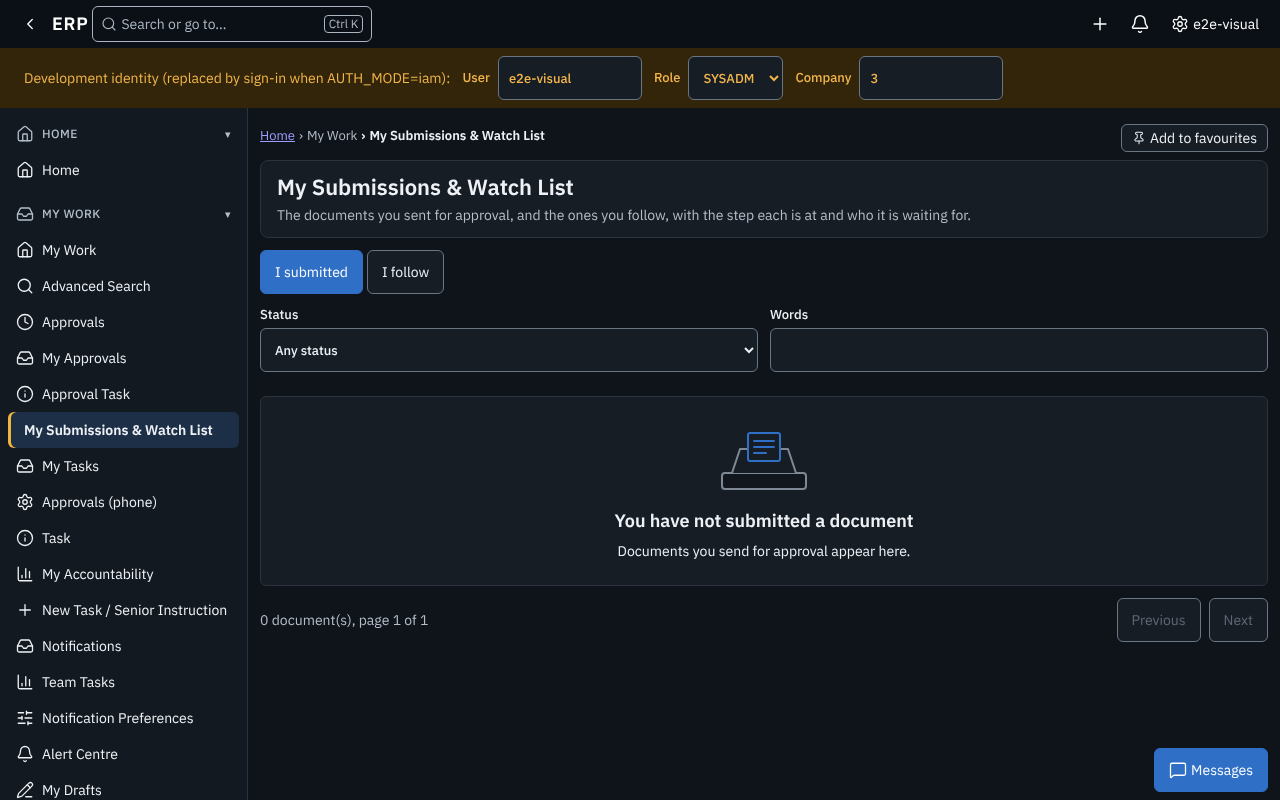 ERP
Search or go to...
Ctrl K
e2e-visual
Development identity (replaced by sign-in when AUTH_MODE=iam):
User
e2e-visual
Role
SYSADM
Company
3
HOME
Home
MY WORK
My Work
Advanced Search
Approvals
My Approvals
Approval Task
My Submissions & Watch List
My Tasks
Approvals (phone)
Task
My Accountability
New Task / Senior Instruction
Notifications
Team Tasks
Notification Preferences
Alert Centre
My Drafts
Home › My Work › My Submissions & Watch List
Add to favourites
My Submissions & Watch List
The documents you sent for approval, and the ones you follow, with the step each is at and who it is waiting for.
I submitted
I follow
Status
Any status
Words
You have not submitted a document
Documents you send for approval appear here.
0 document(s), page 1 of 1
Previous
Next
Messages